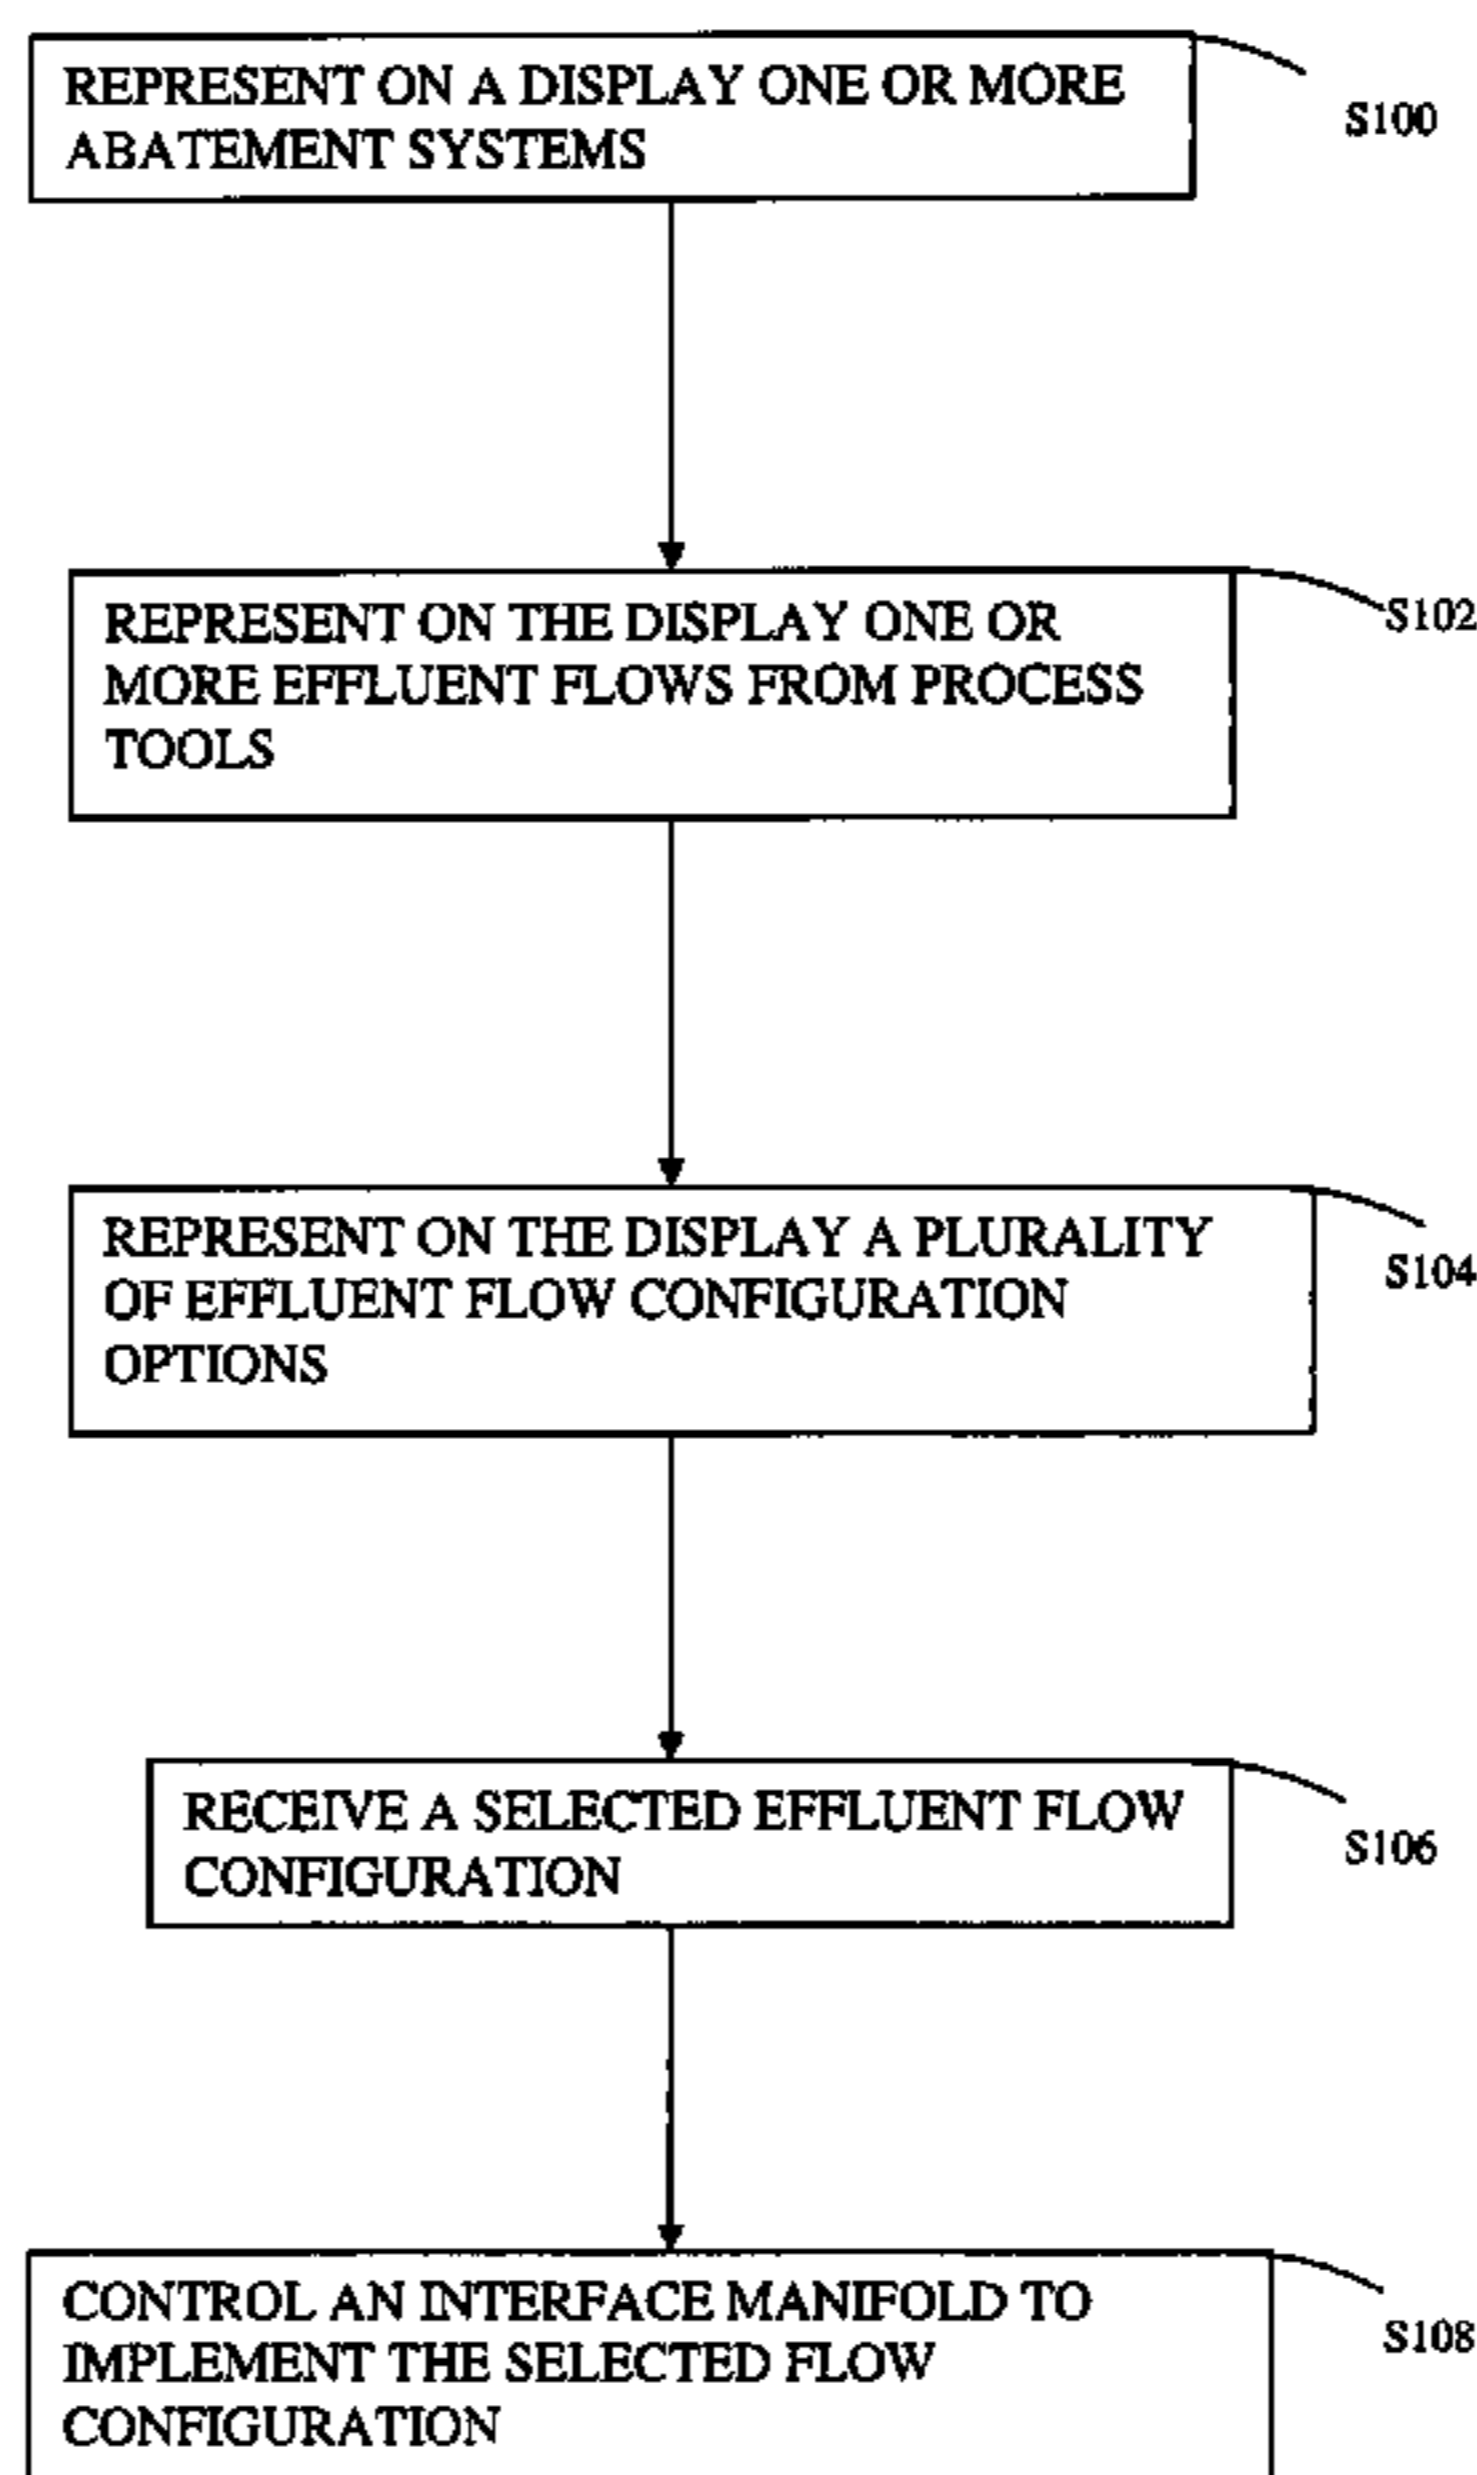 REPRESENT ON A DISPLAY ONE OR MORE
ABATEMENT SYSTEMS
S100
REPRESENT ON THE DISPLAY ONE OR
MORE EFFLUENT FLOWS FROM PROCESS
TOOLS
S102
REPRESENT ON THE DISPLAY A PLURALITY
OF EFFLUENT FLOW CONFIGURATION
OPTIONS
S104
RECEIVE A SELECTED EFFLUENT FLOW
CONFIGURATION
S106
CONTROL AN INTERFACE MANIFOLD TO
IMPLEMENT THE SELECTED FLOW
CONFIGURATION
S108